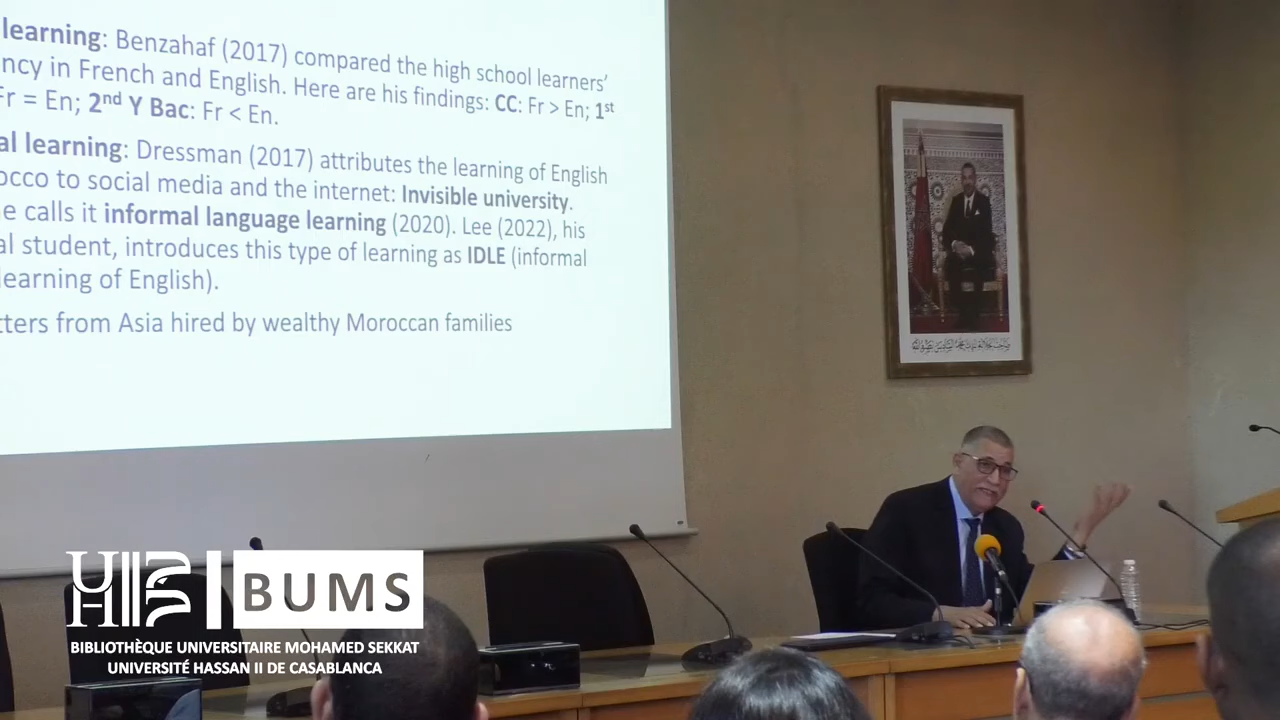 learning: Benzahaf (2017) compared the high school learners’
ncy in French and English. Here are his findings: CC: Fr > En; 1st
Fr = En; 2nd Y Bac: Fr < En.
al learning: Dressman (2017) attributes the learning of English
occo to social media and the internet: Invisible university.
e calls it informal language learning (2020). Lee (2022), his
al student, introduces this type of learning as IDLE (informal
learning of English).
tters from Asia hired by wealthy Moroccan families
UH2C
BUMS
BIBLIOTHÈQUE UNIVERSITAIRE MOHAMED SEKKAT
UNIVERSITÉ HASSAN II DE CASABLANCA